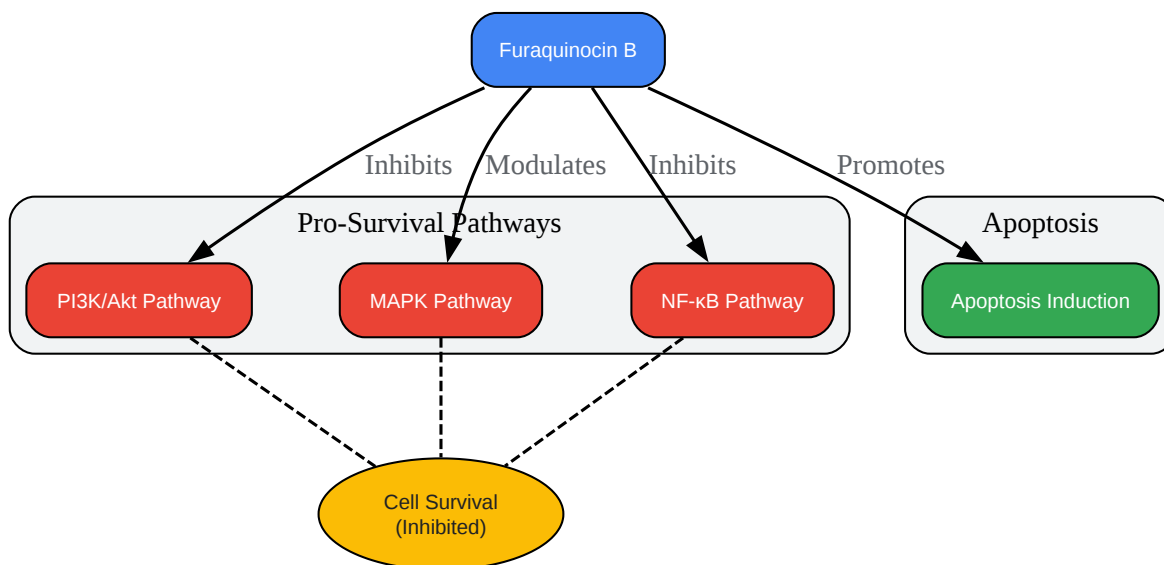 Furaquinocin B
Inhibits
Modulates
Inhibits
Promotes
Pro-Survival Pathways
Apoptosis
PI3K/Akt Pathway
MAPK Pathway
NF-κB Pathway
Apoptosis Induction
Cell Survival
(Inhibited)